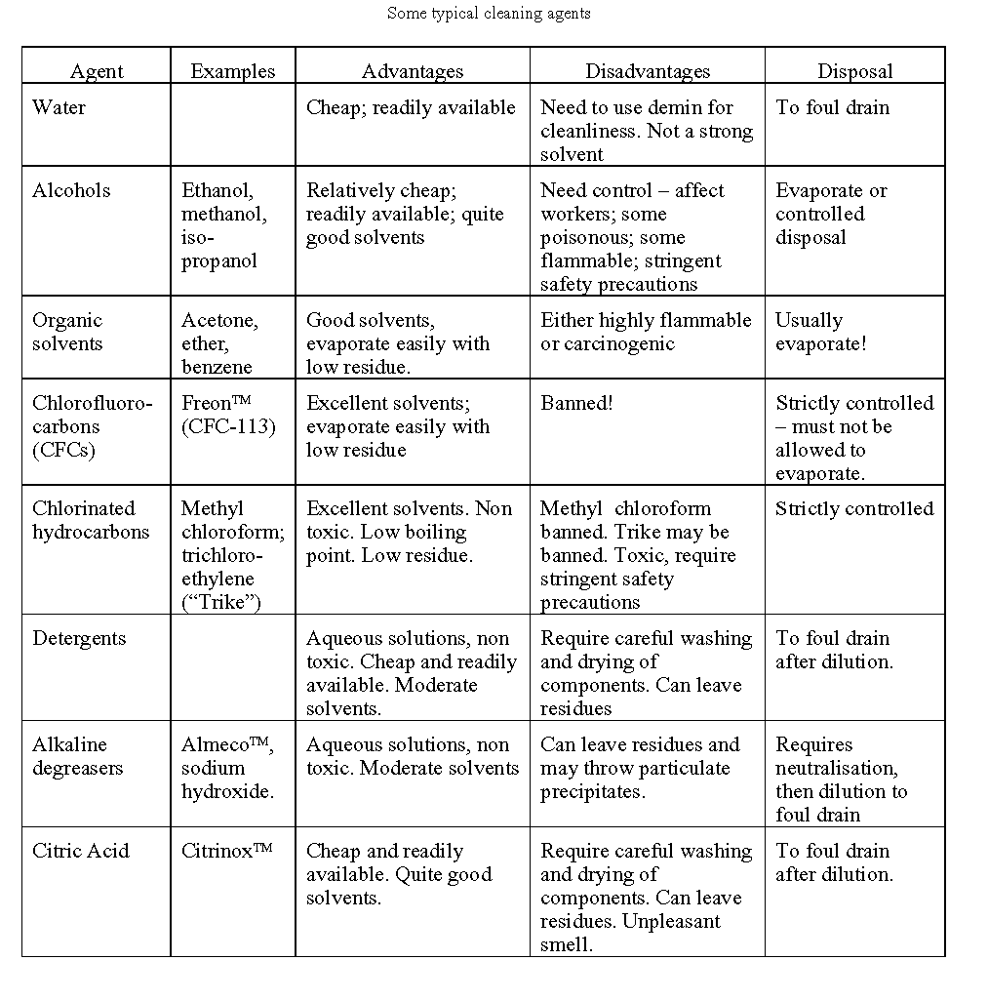 Some typical cleaning agents
Agent Examples Advantages Disadvantages Disposal
Water
Cheap; readily available
Need to use demin for
cleanliness. Not a strong
solvent
To foul drain
Alcohols
Ethanol,
methanol,
iso-
propanol
Relatively cheap;
readily available; quite
good solvents
Need control – affect
workers; some
poisonous; some
flammable; stringent
safety precautions
Evaporate or
controlled
disposal
Organic
solvents
Acetone,
ether,
benzene
Good solvents,
evaporate easily with
low residue.
Either highly flammable
or carcinogenic
Usually
evaporate!
Chlorofluoro-
carbons
(CFCs)
Freon™
(CFC-113)
Excellent solvents;
evaporate easily with
low residue
Banned!
Strictly controlled
– must not be
allowed to
evaporate.
Chlorinated
hydrocarbons
Methyl
chloroform;
trichloro-
ethylene
(“Trike”)
Excellent solvents. Non
toxic. Low boiling
point. Low residue.
Methyl chloroform
banned. Trike may be
banned. Toxic, require
stringent safety
precautions
Strictly controlled
Detergents
Aqueous solutions, non
toxic. Cheap and readily
available. Moderate
solvents.
Require careful washing
and drying of
components. Can leave
residues
To foul drain
after dilution.
Alkaline
degreasers
Almeco™,
sodium
hydroxide.
Aqueous solutions, non
toxic. Moderate solvents
Can leave residues and
may throw particulate
precipitates.
Requires
neutralisation,
then dilution to
foul drain
Citric Acid
Citrinox™
Cheap and readily
available. Quite good
solvents.
Require careful washing
and drying of
components. Can leave
residues. Unpleasant
smell.
To foul drain
after dilution.